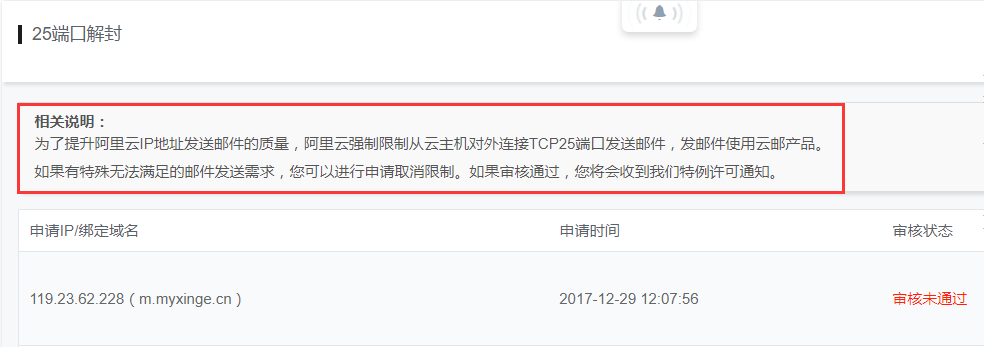 25端口解封
相关说明：
为了提升阿里云IP地址发送邮件的质量，阿里云强制限制从云主机对外连接TCP25端口发送邮件，发邮件使用云邮产品。
如果有特殊无法满足的邮件发送需求，您可以进行申请取消限制。如果审核通过，您将会收到我们特例许可通知。
申请IP/绑定域名 申请时间 审核状态
119.23.62.228（m.myxinge.cn） 2017-12-29 12:07:56 审核未通过